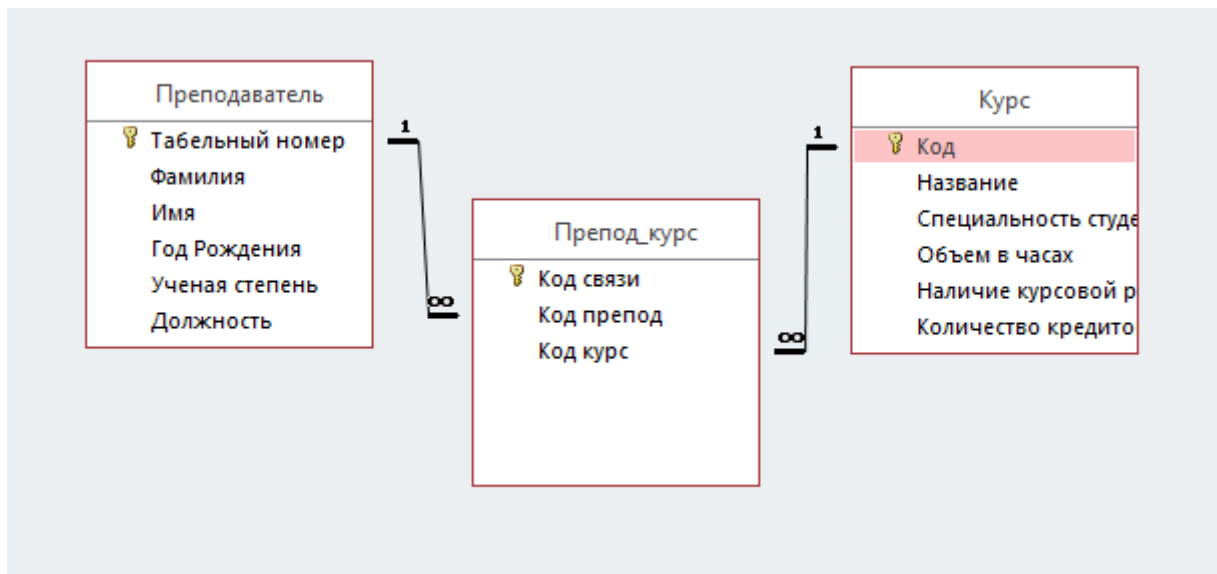 Преподаватель
Табельный номер
Фамилия
Имя
Год Рождения
Ученая степень
Должность
1
∞
Препод_курс
Код связи
Код препод
Код курс
∞
1
Курс
Код
Название
Специальность студе
Объем в часах
Наличие курсовой р
Количество кредито